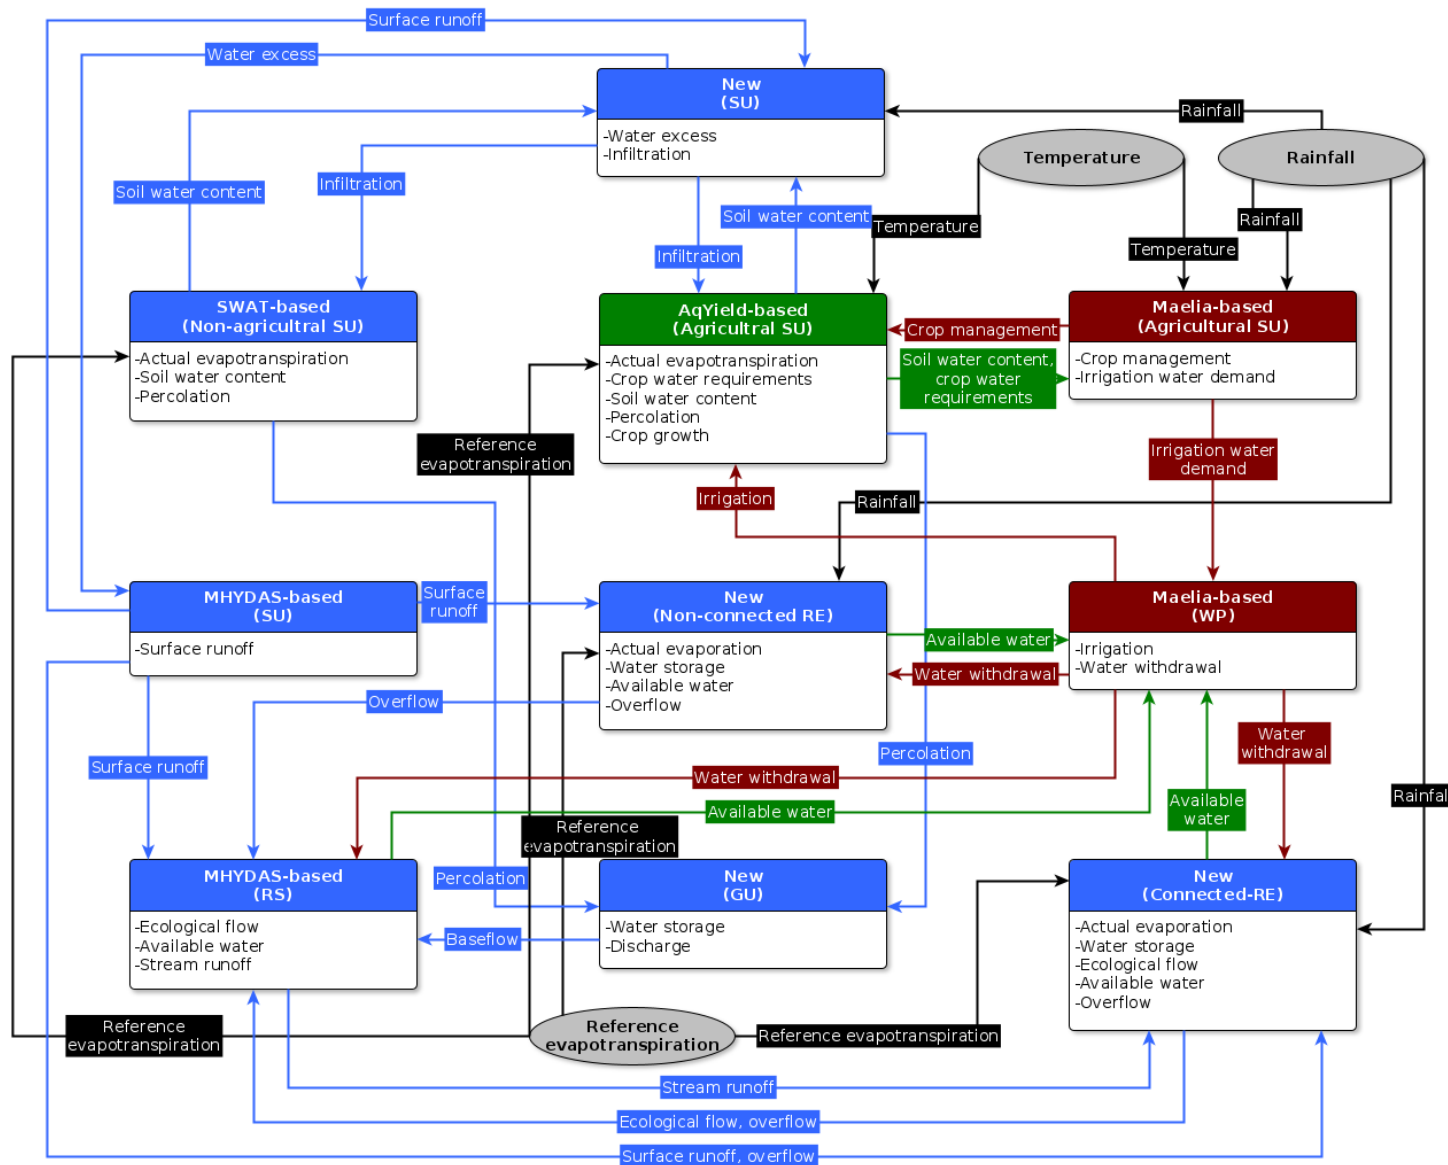 Surface runoff
Water excess
New
(SU)
-Water excess
-Infiltration
Rainfall
Temperature
Rainfall
Soil water content
Infiltration
Soil water content
Temperature
Rainfall
Infiltration
Temperature
SWAT-based
(Non-agricultral SU)
-Actual evapotranspiration
-Soil water content
-Percolation
AqYield-based
(Agricultral SU)
-Actual evapotranspiration
-Crop water requirements
-Soil water content
-Percolation
-Crop growth
Crop management
Soil water content,
crop water
requirements
Maelia-based
(Agricultural SU)
-Crop management
-Irrigation water demand
Reference
evapotranspiration
Irrigation water
demand
Irrigation
Rainfall
MHYDAS-based
(SU)
-Surface runoff
Surface
runoff
New
(Non-connected RE)
-Actual evaporation
-Water storage
-Available water
-Overflow
Available water
Water withdrawal
Maelia-based
(WP)
-Irrigation
-Water withdrawal
Overflow
Surface runoff
Percolation
Water
withdrawal
Water withdrawal
Available water
Available
water
Rainfal
Reference
evapotranspiration
MHYDAS-based
(RS)
-Ecological flow
-Available water
-Stream runoff
Percolation
Baseflow
New
(GU)
-Water storage
-Discharge
New
(Connected-RE)
-Actual evaporation
-Water storage
-Ecological flow
-Available water
-Overflow
Reference
evapotranspiration
Reference
evapotranspiration
Reference evapotranspiration
Stream runoff
Ecological flow, overflow
Surface runoff, overflow